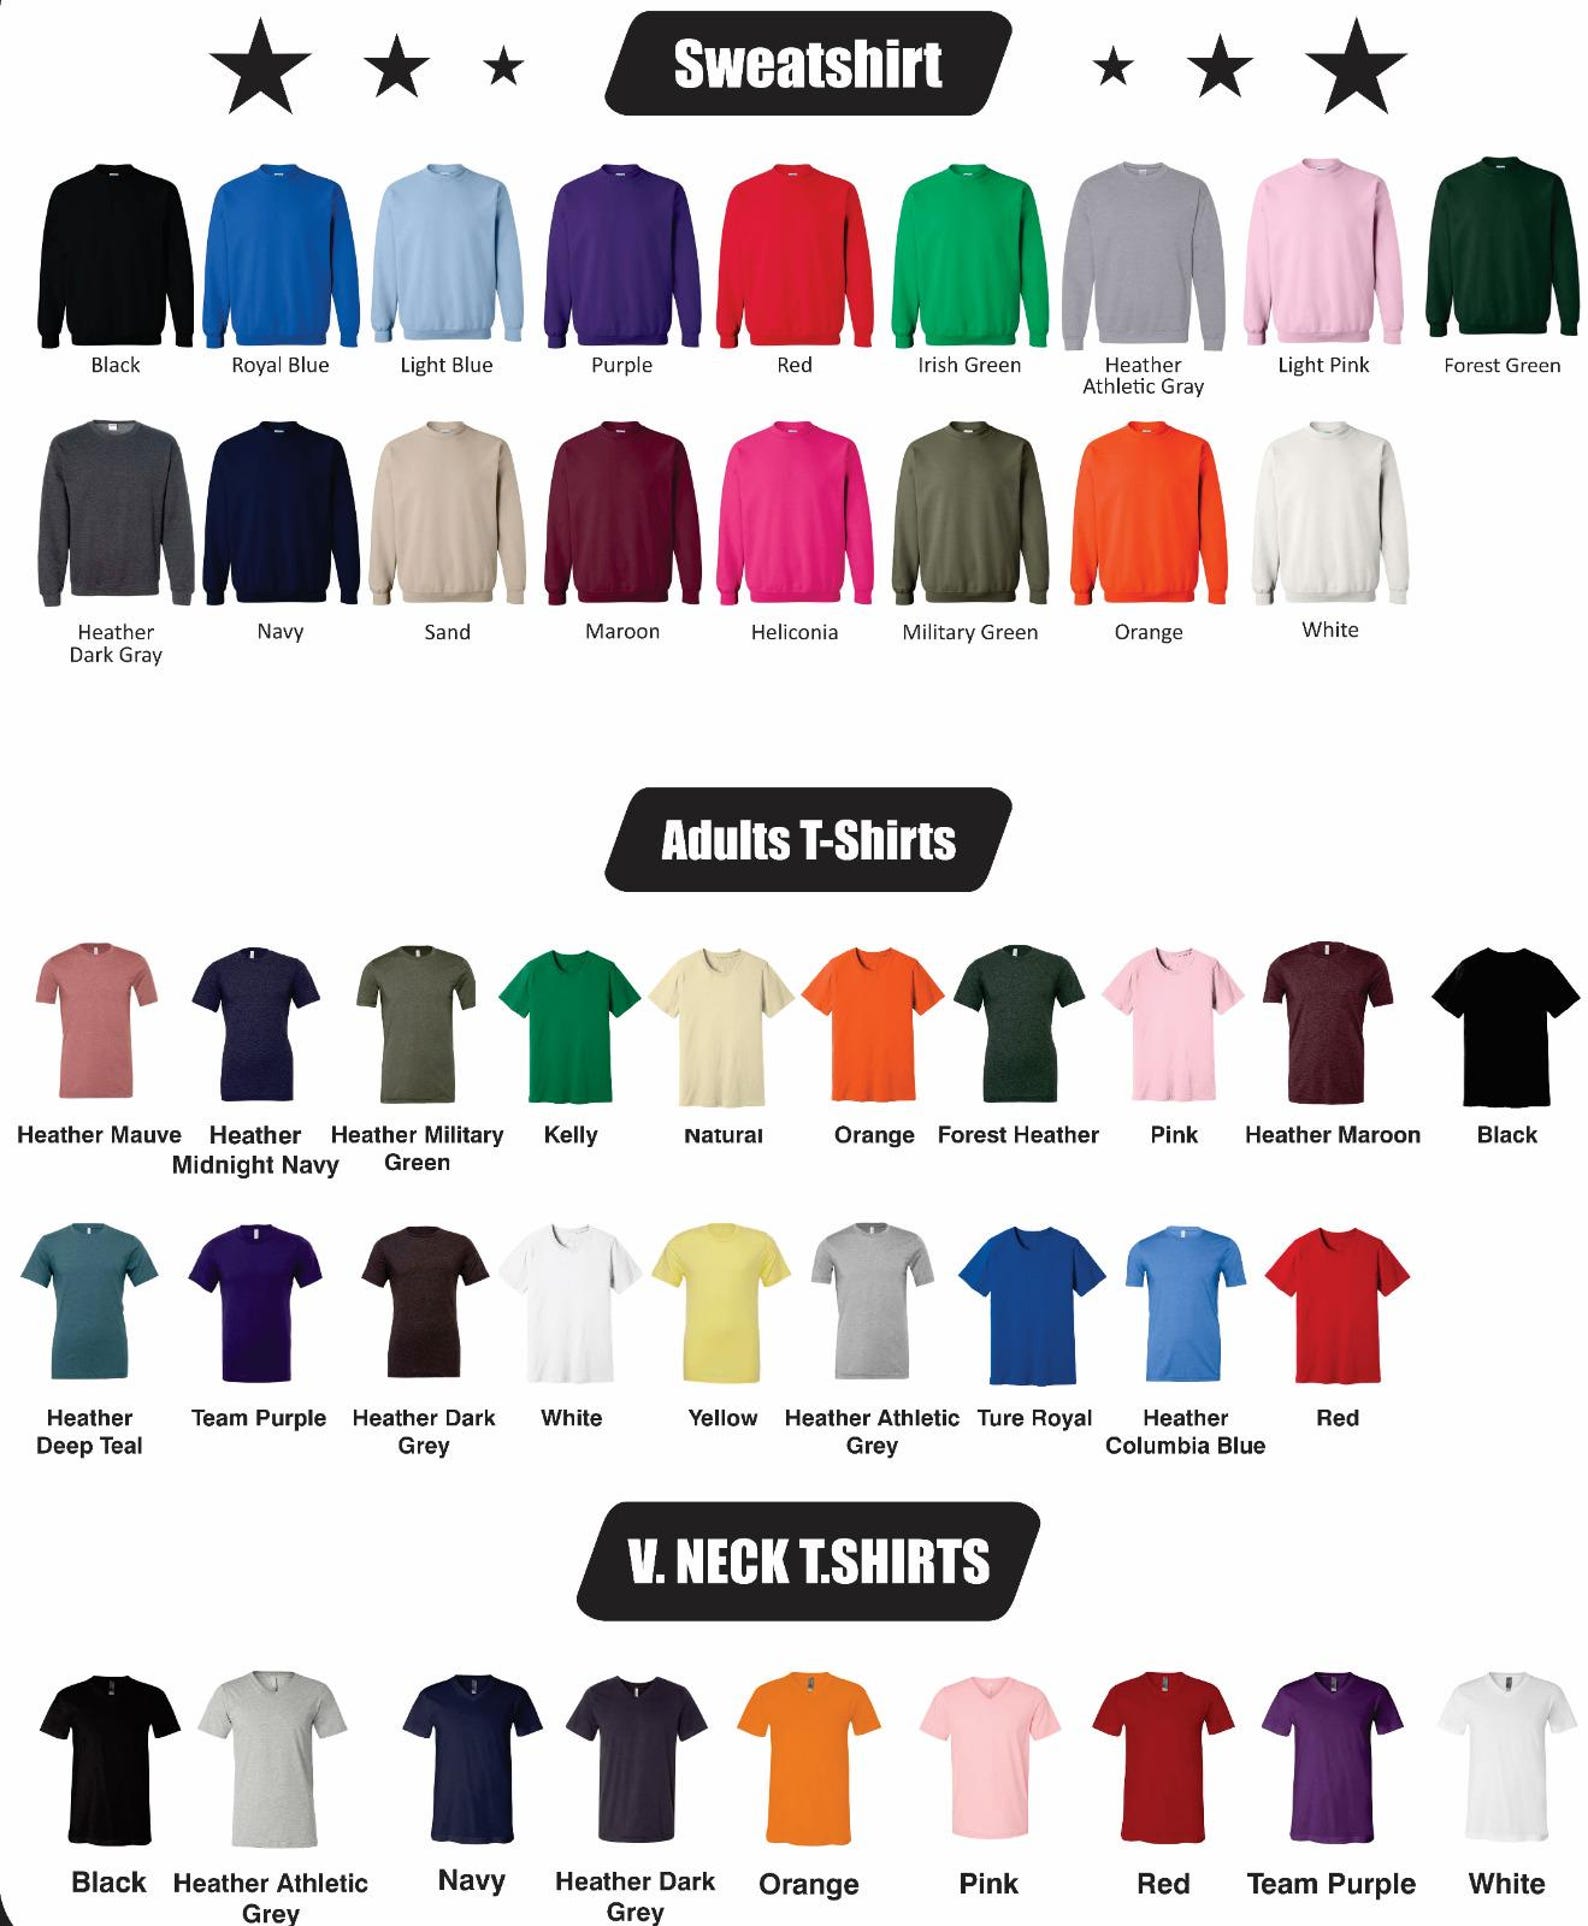 Sweatshirt
Black
Royal Blue
Light Blue
Purple
Red
Irish Green
Heather
Athletic Gray
Light Pink
Forest Green
Heather
Dark Gray
Navy
Sand
Maroon
Heliconia
Military Green
Orange
White
Adults T-Shirts
Heather Mauve
Heather
Midnight Navy
Heather Military
Green
Kelly
Natural
Orange
Forest Heather
Pink
Heather Maroon
Black
Heather
Deep Teal
Team Purple
Heather Dark
Grey
White
Yellow
Heather Athletic
Grey
Ture Royal
Heather
Columbia Blue
Red
V. NECK T.SHIRTS
Black
Heather Athletic
Grey
Navy
Heather Dark
Grey
Orange
Pink
Red
Team Purple
White